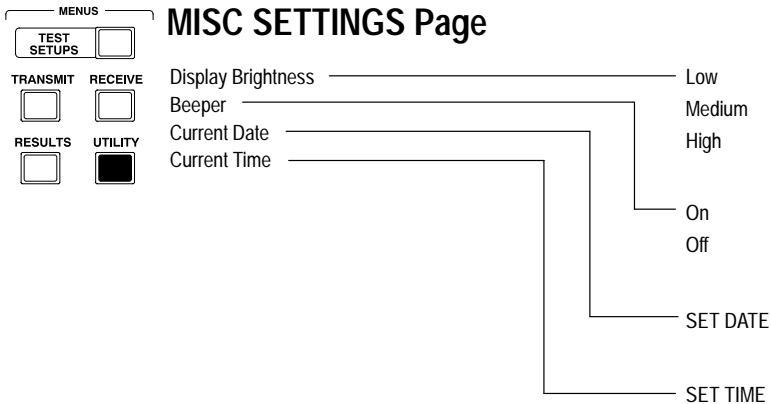 MENUS
TEST
SETUPS
TRANSMIT RECEIVE
RESULTS UTILITY
MISC SETTINGS Page
Display Brightness
Beeper
Current Date
Current Time
Low
Medium
High
On
Off
SET DATE
SET TIME